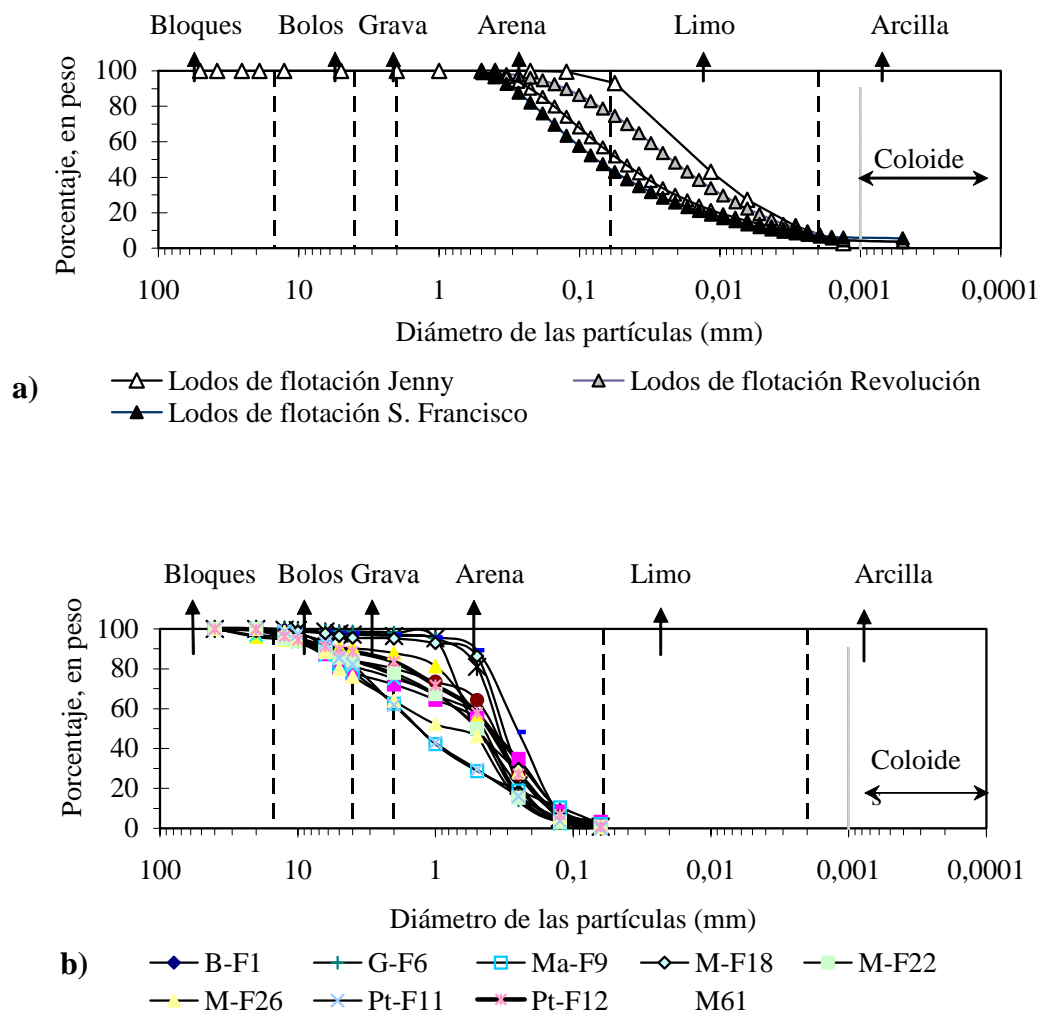 Bloques Bolos Grava Arena Limo Arcilla
Porcentaje, en peso
100
80
60
40
20
0
Coloide
100 10 1 0,1 0,01 0,001 0,0001
Diámetro de las partículas (mm)
a)
Lodos de flotación Jenny Lodos de flotación Revolución
Lodos de flotación S. Francisco
Bloques Bolos Grava Arena Limo Arcilla
Porcentaje, en peso
100
80
60
40
20
0
Coloide
s
100 10 1 0,1 0,01 0,001 0,0001
Diámetro de las partículas (mm)
b)
B-F1 G-F6 Ma-F9 M-F18 M-F22
M-F26 Pt-F11 Pt-F12 M61